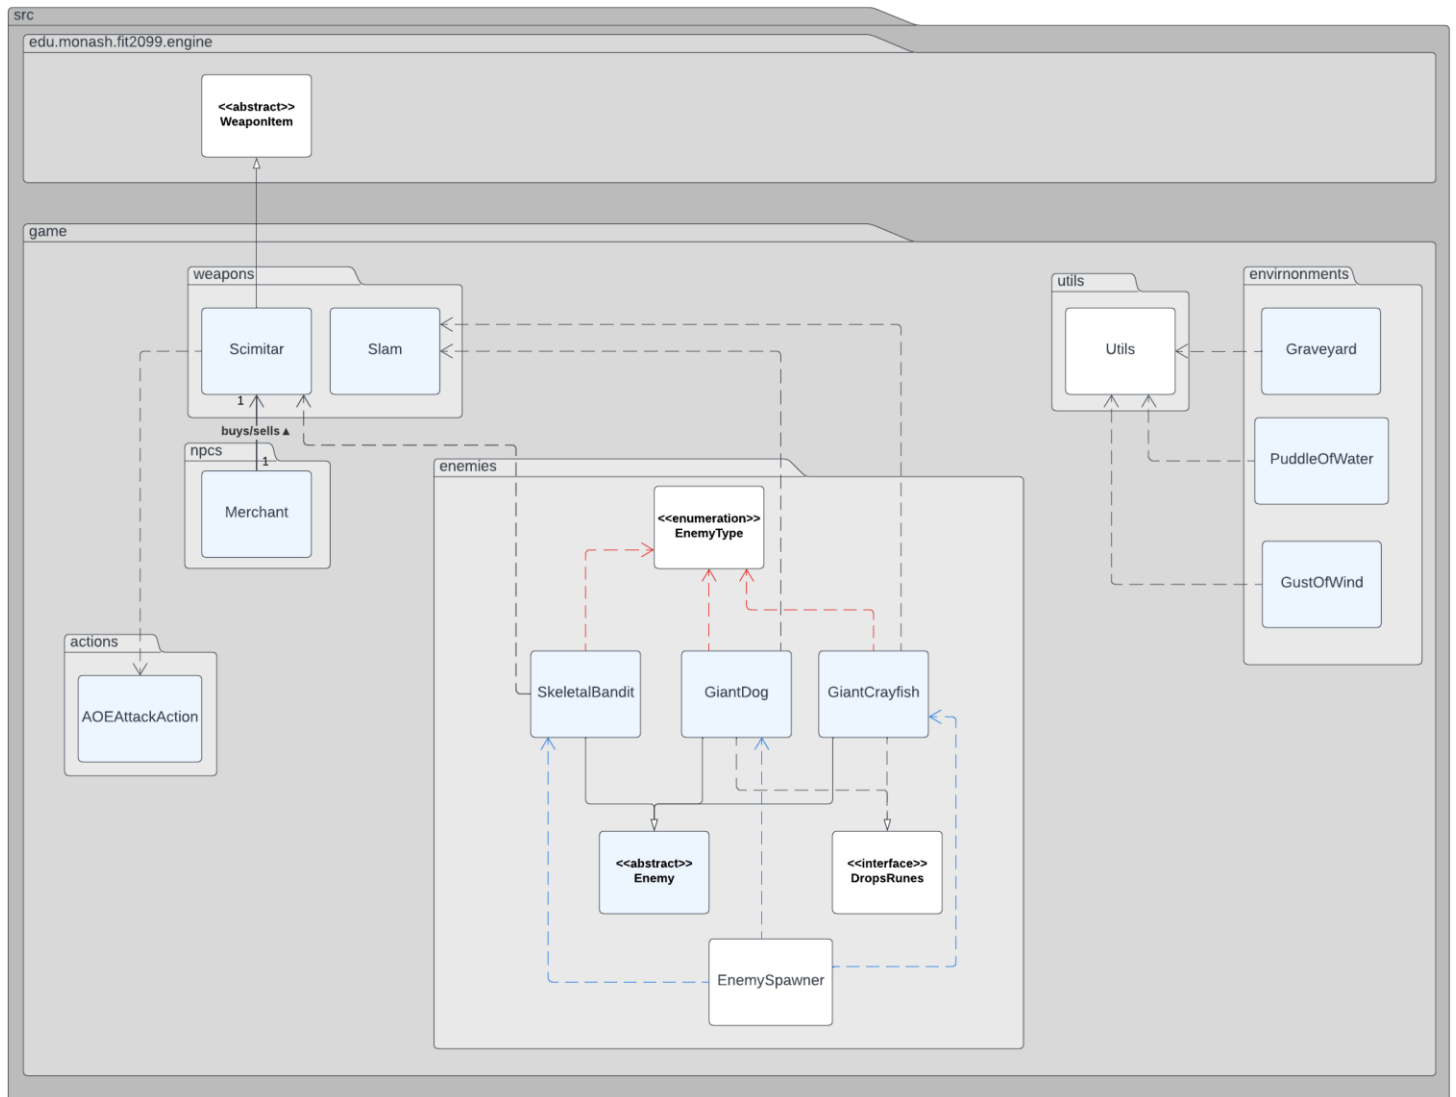 src
edu.monash.fit2099.engine
<<abstract>>
WeaponItem
game
weapons
Scimitar
Slam
1
buys/sells▲
npcs
1
Merchant
utils
Utils
envirnonments
Graveyard
PuddleOfWater
GustOfWind
actions
AOEAttackAction
enemies
<<enumeration>>
EnemyType
SkeletalBandit
GiantDog
GiantCrayfish
<<abstract>>
Enemy
<<interface>>
DropsRunes
EnemySpawner